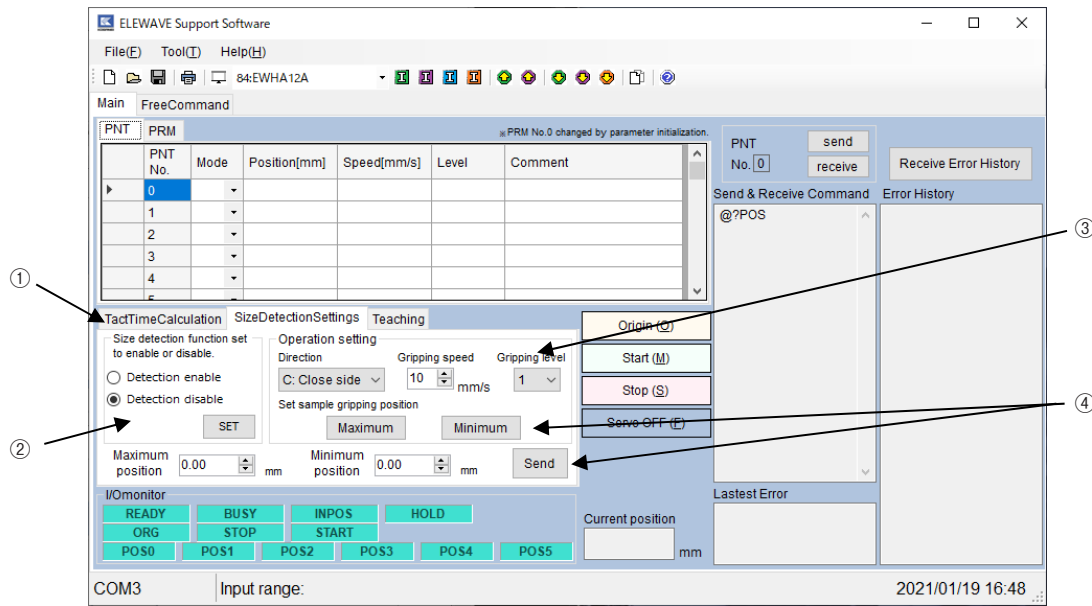 ELEWAVE Support Software
File(F) Tool(T) Help(H)
84:EWHA12A
Main FreeCommand
PNT PRM
※PRM No.0 changed by parameter initialization.
PNT No. Mode Position[mm] Speed[mm/s] Level Comment
0
1
2
3
4
PNT
No. 0
send
receive
Receive Error History
Send & Receive Command
@?POS
Error History
③
①
TactTimeCalculation SizeDetectionSettings Teaching
Size detection function set
to enable or disable.
Detection enable
Detection disable
SET
②
Operation setting
Direction Gripping speed Gripping level
C: Close side 10 mm/s 1
Set sample gripping position
Maximum Minimum
Maximum
position 0.00 mm
Minimum
position 0.00 mm
Send
Origin (O)
Start (M)
Stop (S)
Servo OFF (F)
④
I/Omonitor
READY BUSY INPOS HOLD
ORG STOP START
POS0 POS1 POS2 POS3 POS4 POS5
Current position
mm
Lastest Error
COM3 Input range: 2021/01/19 16:48